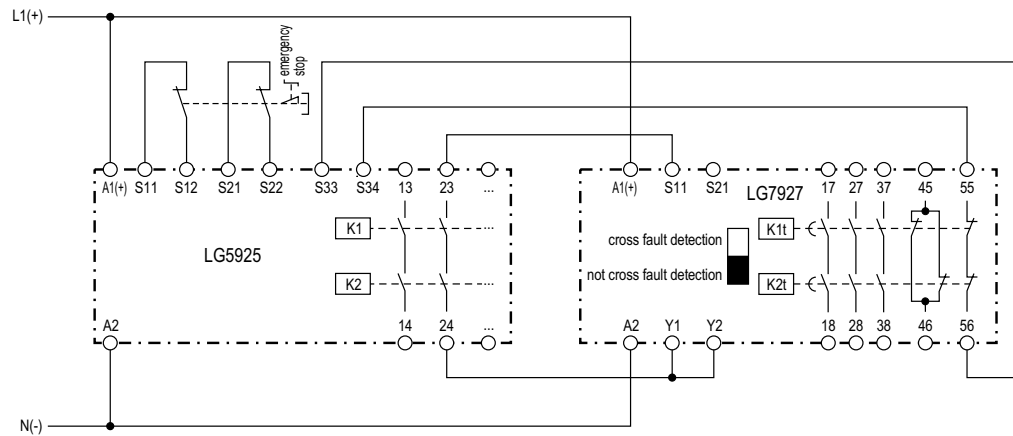 L1(+)
emergency
stop
A1(+) S11 S12 S21 S22 S33 S34 13 23 ...
A1(+) S11 S21 17 27 37 45 55
LG7927
K1 ...
cross fault detection K1t
LG5925
not cross fault detection K2t
K2 ...
A2 14 24 ...
A2 Y1 Y2 18 28 38 46 56
N(-)